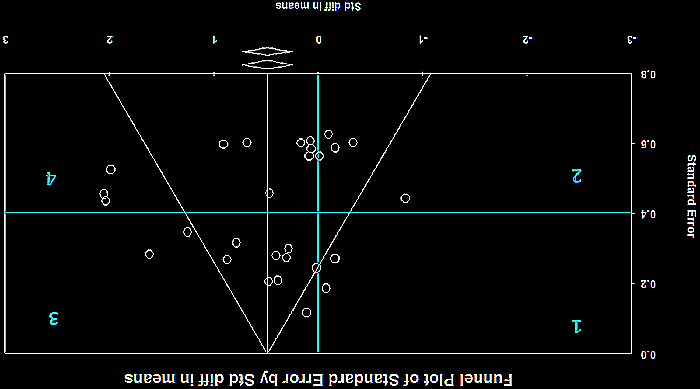 Funnel Plot of Standard Error by Std diff in means
0.0
1
3
0.2
0.4
Standard Error
2
4
0.6
0.8
-3 -2 -1 0 1 2 3
Std diff in means